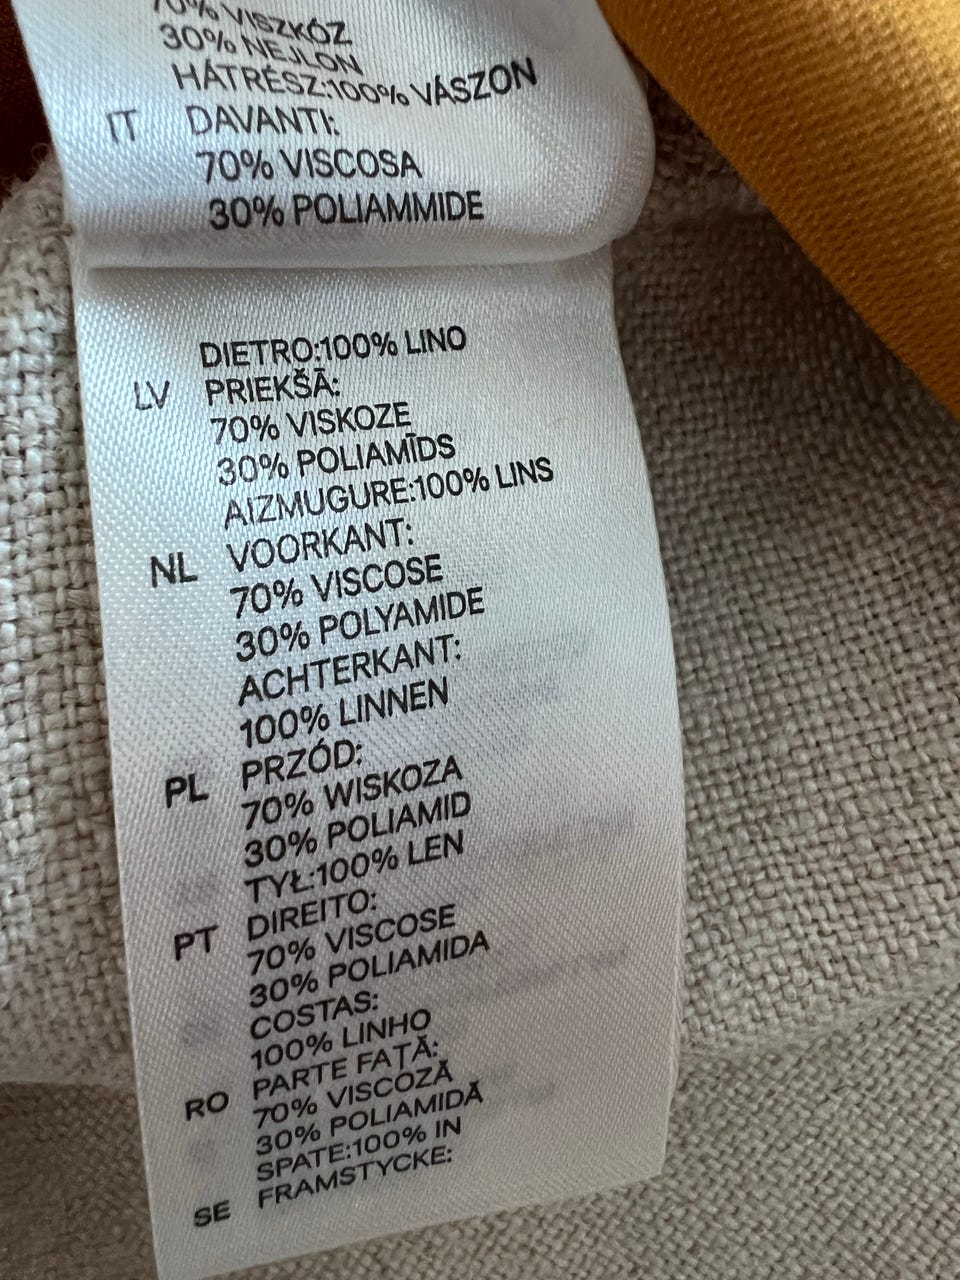 70% VISZKÓZ
30% NEJLON
HÁTRÉSZ:100% VÁSZON
IT DAVANTI:
70% VISCOSA
30% POLIAMMIDE
DIETRO:100% LINO
LV PRIEKŠĀ:
70% VISKOZE
30% POLIAMĪDS
AIZMUGURE:100% LINS
NL VOORKANT:
70% VISCOSE
30% POLYAMIDE
ACHTERKANT:
100% LINNEN
PL PRZÓD:
70% WISKOZA
30% POLIAMID
TYŁ:100% LEN
PT DIREITO:
70% VISCOSE
30% POLIAMIDA
COSTAS:
100% LINHO
RO PARTE FAŢĂ:
70% VISCOZĂ
30% POLIAMIDĂ
SPATE:100% IN
SE FRAMSTYCKE: